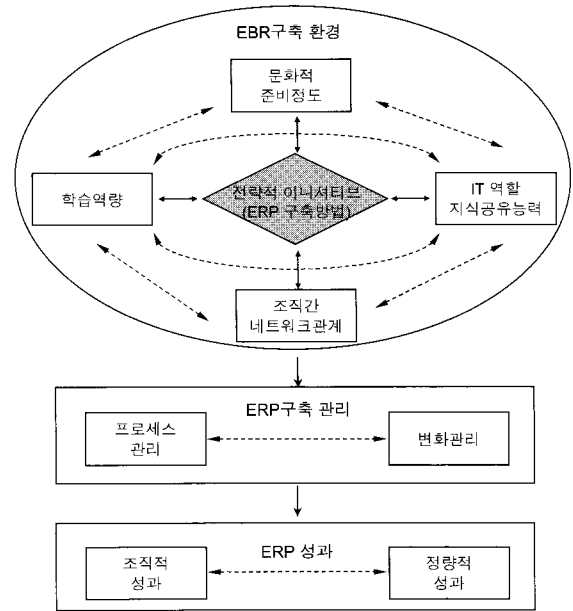 EBR구축 환경
문화적
준비정도
학습역량
전략적 이니셔티브
(ERP 구축방법)
IT 역할
지식공유능력
조직간
네트워크관계
ERP구축 관리
프로세스
관리
변화관리
ERP 성과
조직적
성과
정량적
성과